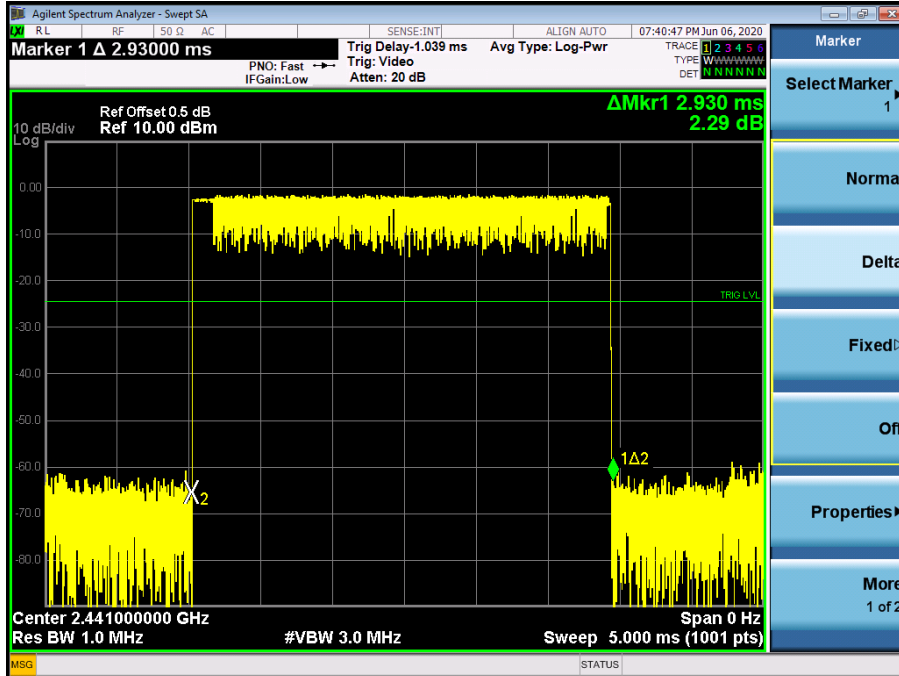 Agilent Spectrum Analyzer - Swept SA
LXI RL RF 50 Ω AC SENSE:INT ALIGN AUTO 07:40:47 PM Jun 06, 2020
Marker 1 Δ 2.93000 ms
PNO: Fast
IFGain:Low
Trig Delay-1.039 ms
Trig: Video
Atten: 20 dB
Avg Type: Log-Pwr
TRACE 1 2 3 4 5 6
TYPE WWWWWW
DET N N N N N N
ΔMkr1 2.930 ms
2.29 dB
Ref Offset 0.5 dB
10 dB/div Ref 10.00 dBm
Log
0.00
-10.0
-20.0
TRIG LVL
-30.0
-40.0
-50.0
-60.0
1Δ2
2
-70.0
-80.0
Center 2.441000000 GHz Span 0 Hz
Res BW 1.0 MHz #VBW 3.0 MHz Sweep 5.000 ms (1001 pts)
MSG STATUS
Marker
Select Marker
1
Norma
Delta
Fixed
Off
Properties
More
1 of 2